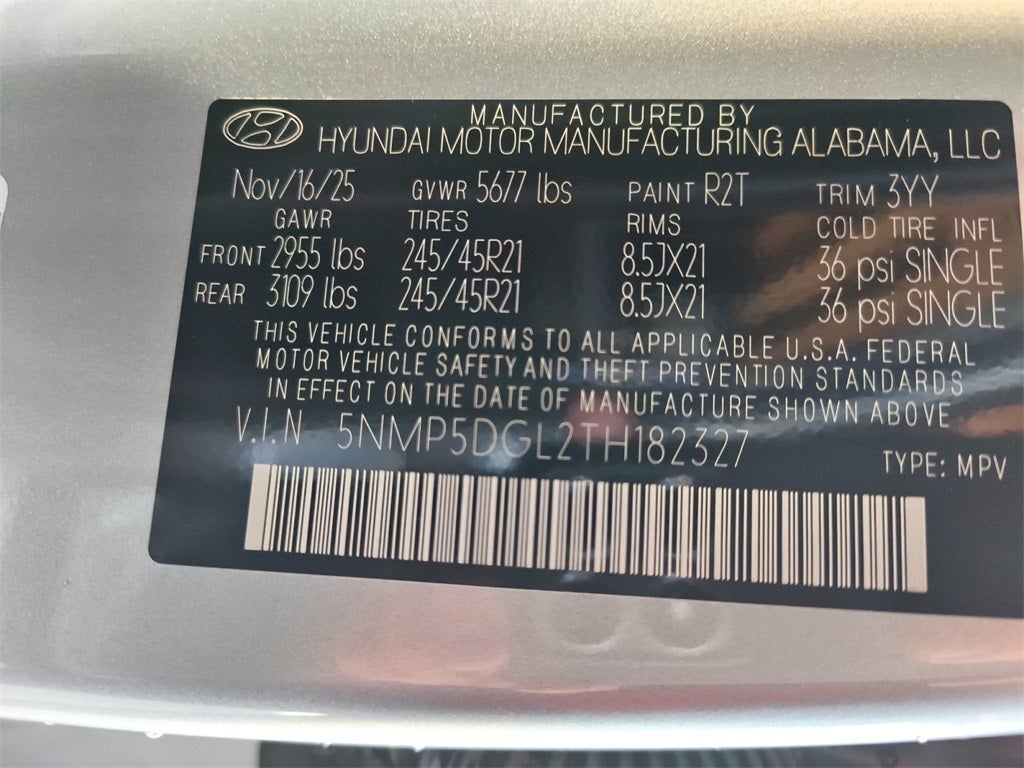 MANUFACTURED BY
HYUNDAI MOTOR MANUFACTURING ALABAMA, LLC
Nov/16/25 GVWR 5677 lbs PAINT R2T TRIM 3YY
GAWR TIRES RIMS COLD TIRE INFL
FRONT 2955 lbs 245/45R21 8.5JX21 36 psi SINGLE
REAR 3109 lbs 245/45R21 8.5JX21 36 psi SINGLE
THIS VEHICLE CONFORMS TO ALL APPLICABLE U.S.A. FEDERAL
MOTOR VEHICLE SAFETY AND THEFT PREVENTION STANDARDS
IN EFFECT ON THE DATE OF MANUFACTURE SHOWN ABOVE
V.I.N 5NMP5DGL2TH182327 TYPE: MPV